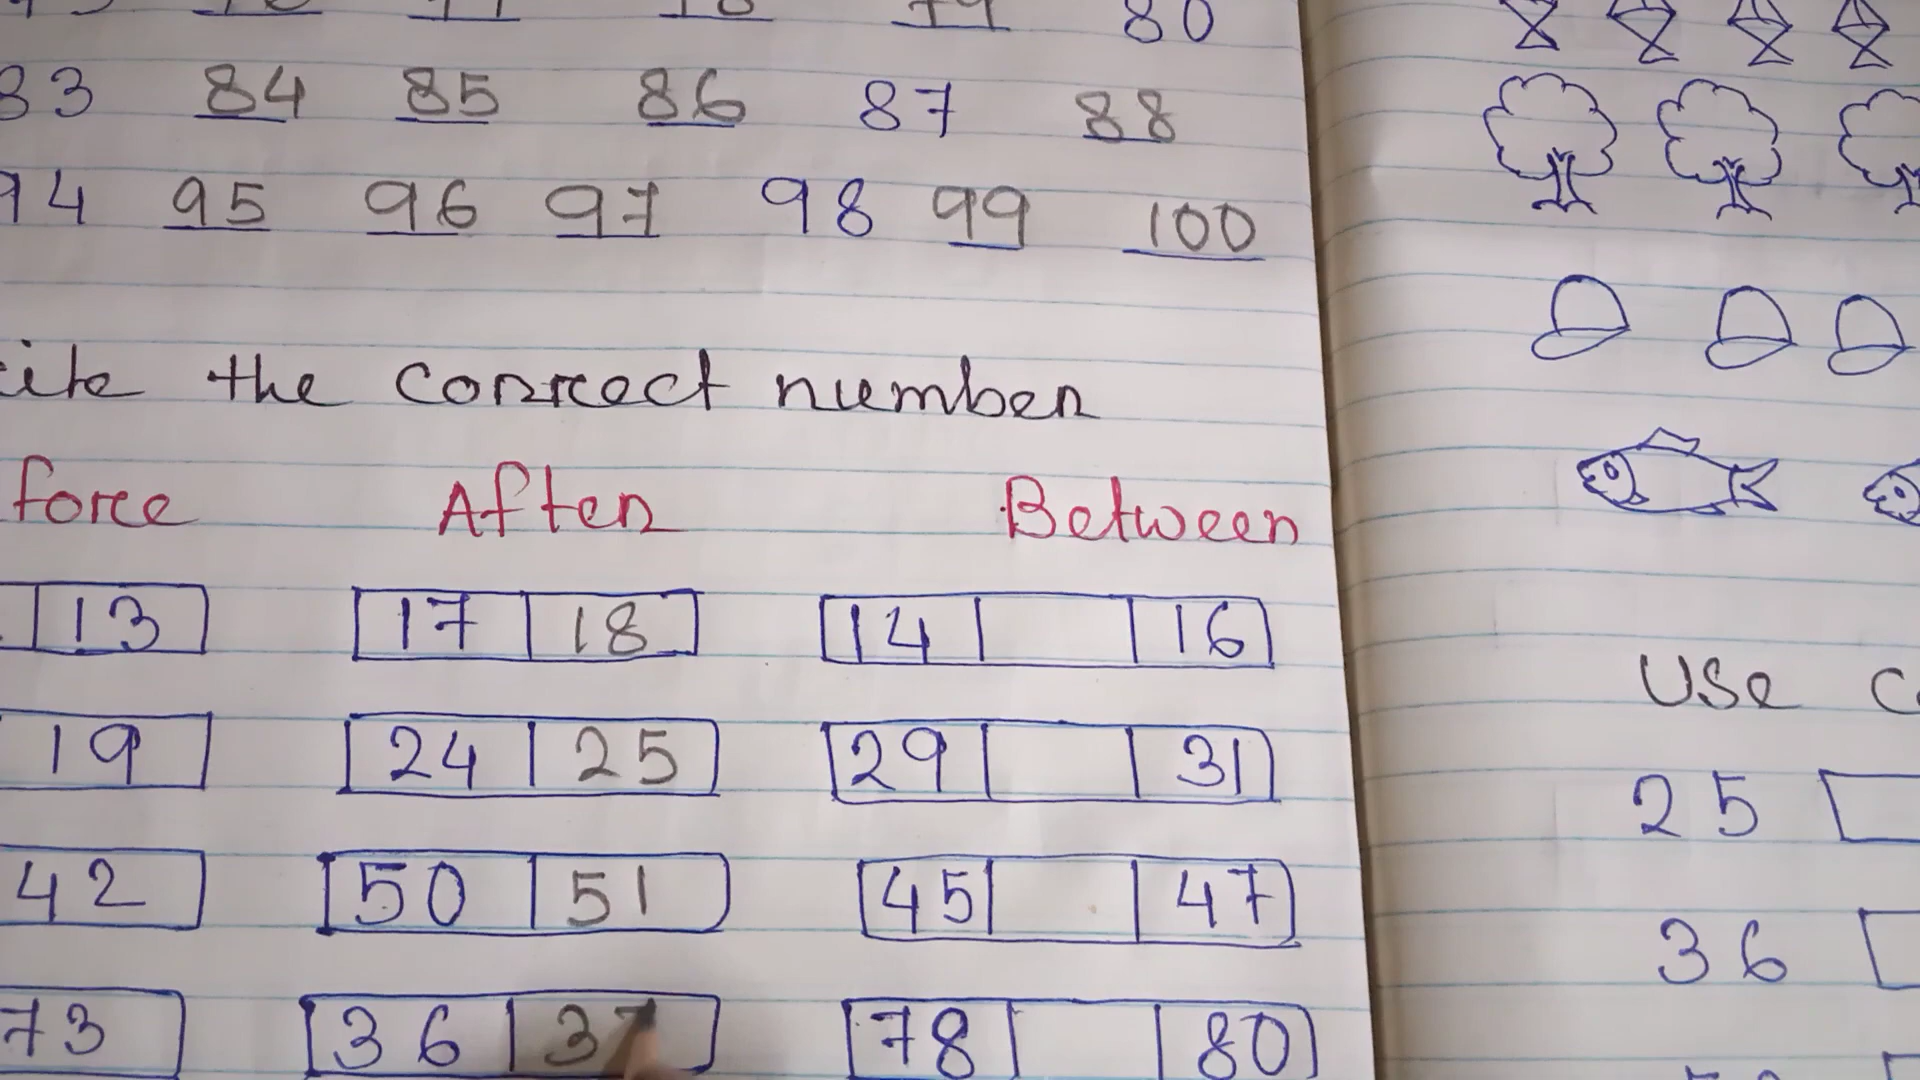 80
83 84 85 86 87 88
94 95 96 97 98 99 100
ite the correct number
fore After Between
13 17 18 14 16
19 24 25 29 31
42 50 51 45 47
73 36 37 78 80
Use
25
36